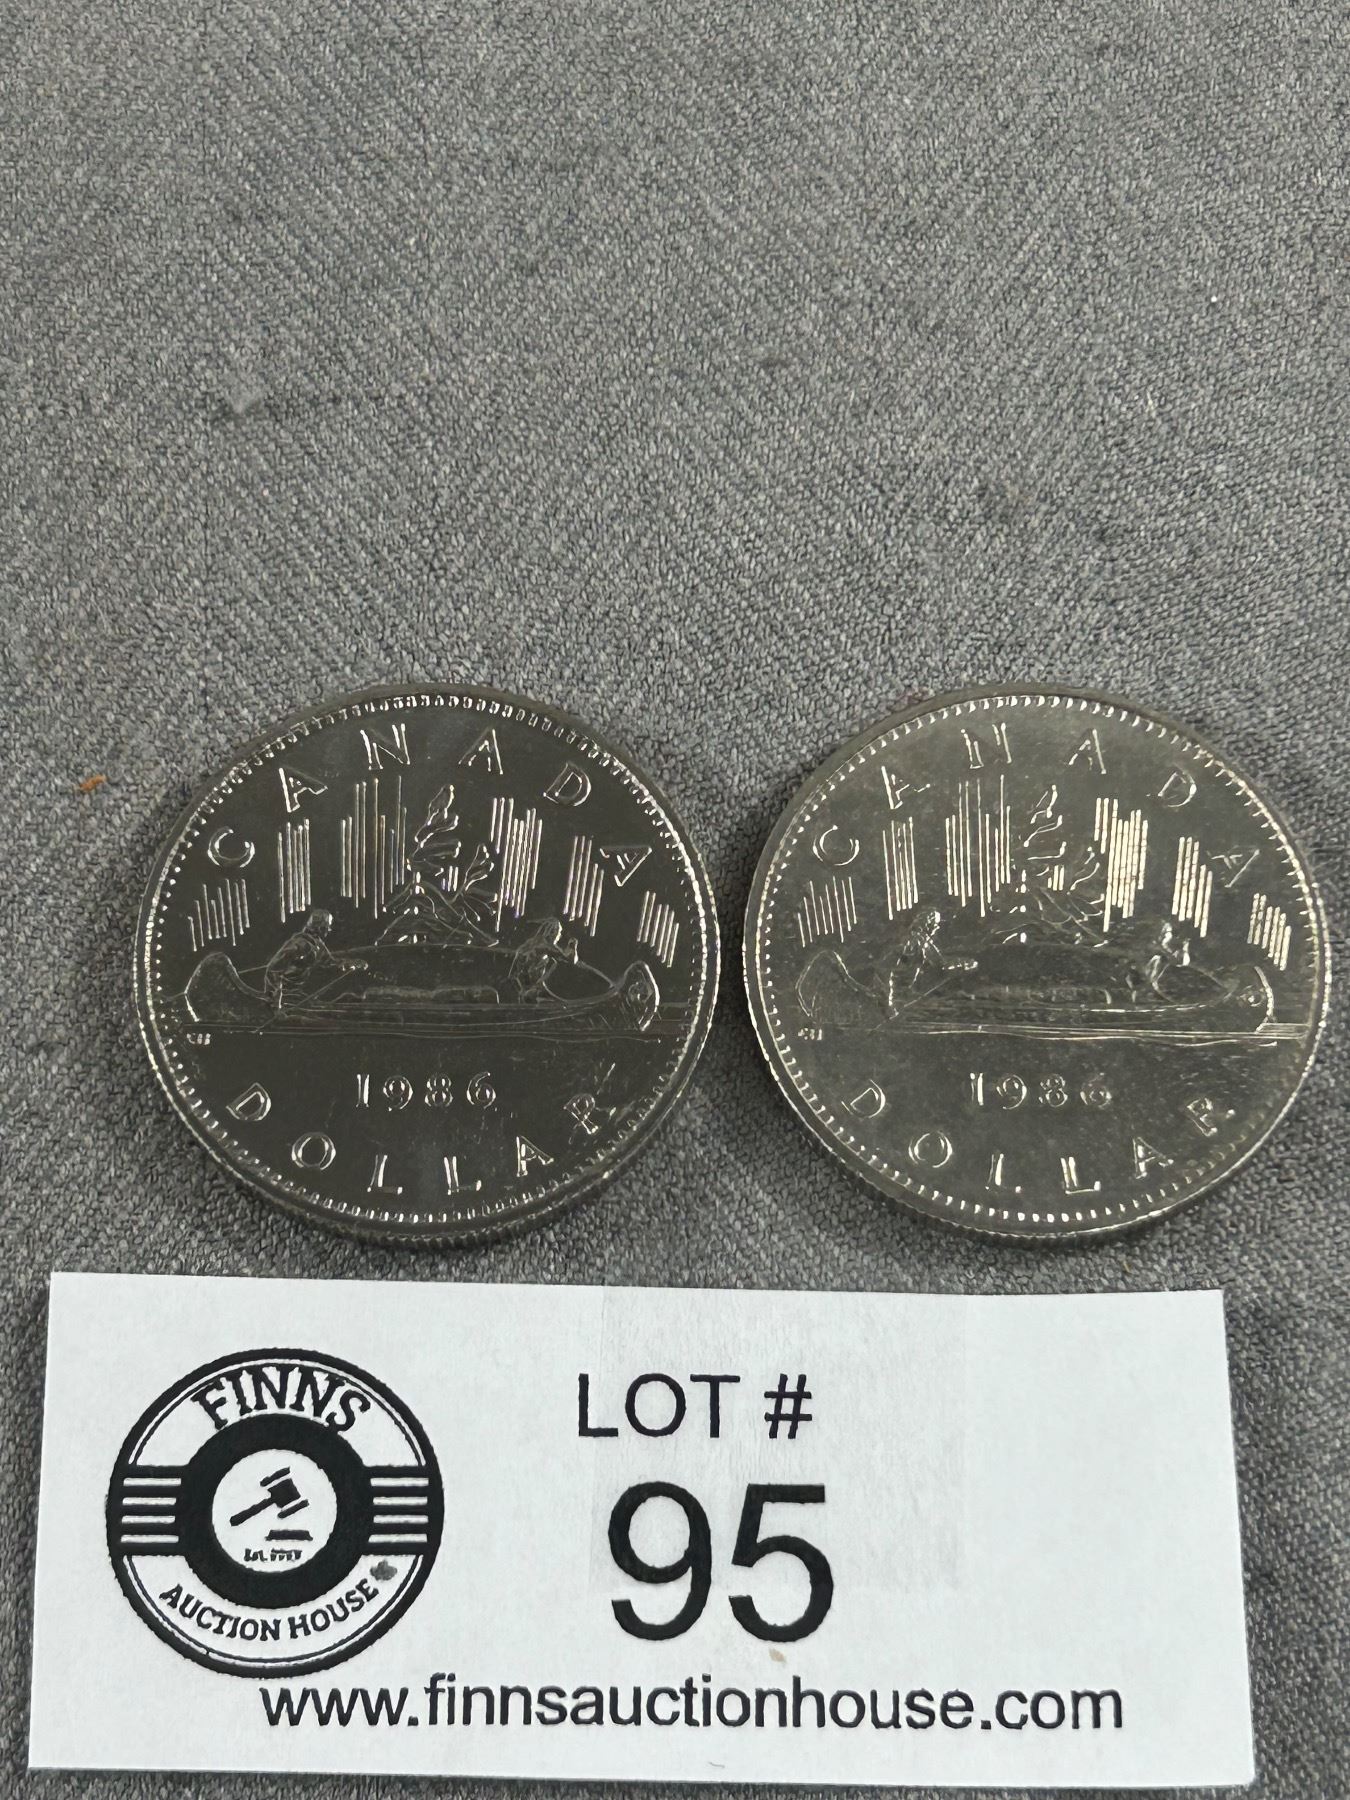 CANADA
1986
DOLLAR
CANADA
1986
DOLLAR
FINNS
AUCTION HOUSE
LOT #
95
www.finnsauctionhouse.com